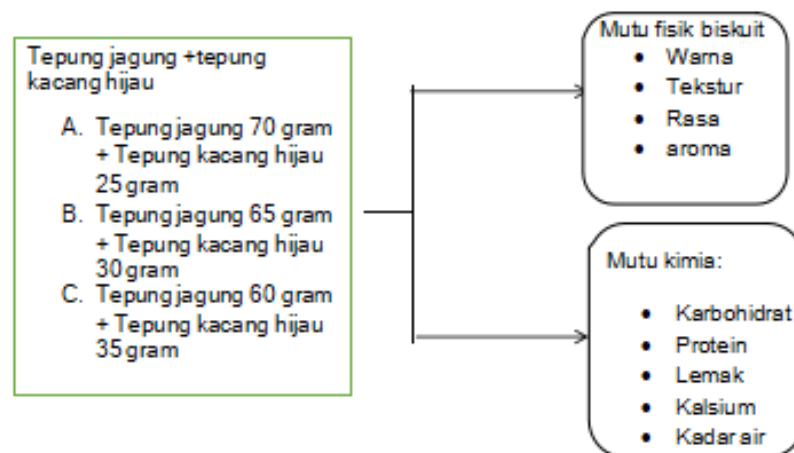 Tepung jagung +tepung
kacang hijau
A. Tepung jagung 70 gram
+ Tepung kacang hijau
25 gram
B. Tepung jagung 65 gram
+ Tepung kacang hijau
30 gram
C. Tepung jagung 60 gram
+ Tepung kacang hijau
35 gram
Mutu fisik biskuit
• Warna
• Tekstur
• Rasa
• aroma
Mutu kimia:
• Karbohidrat
• Protein
• Lemak
• Kalsium
• Kadar air